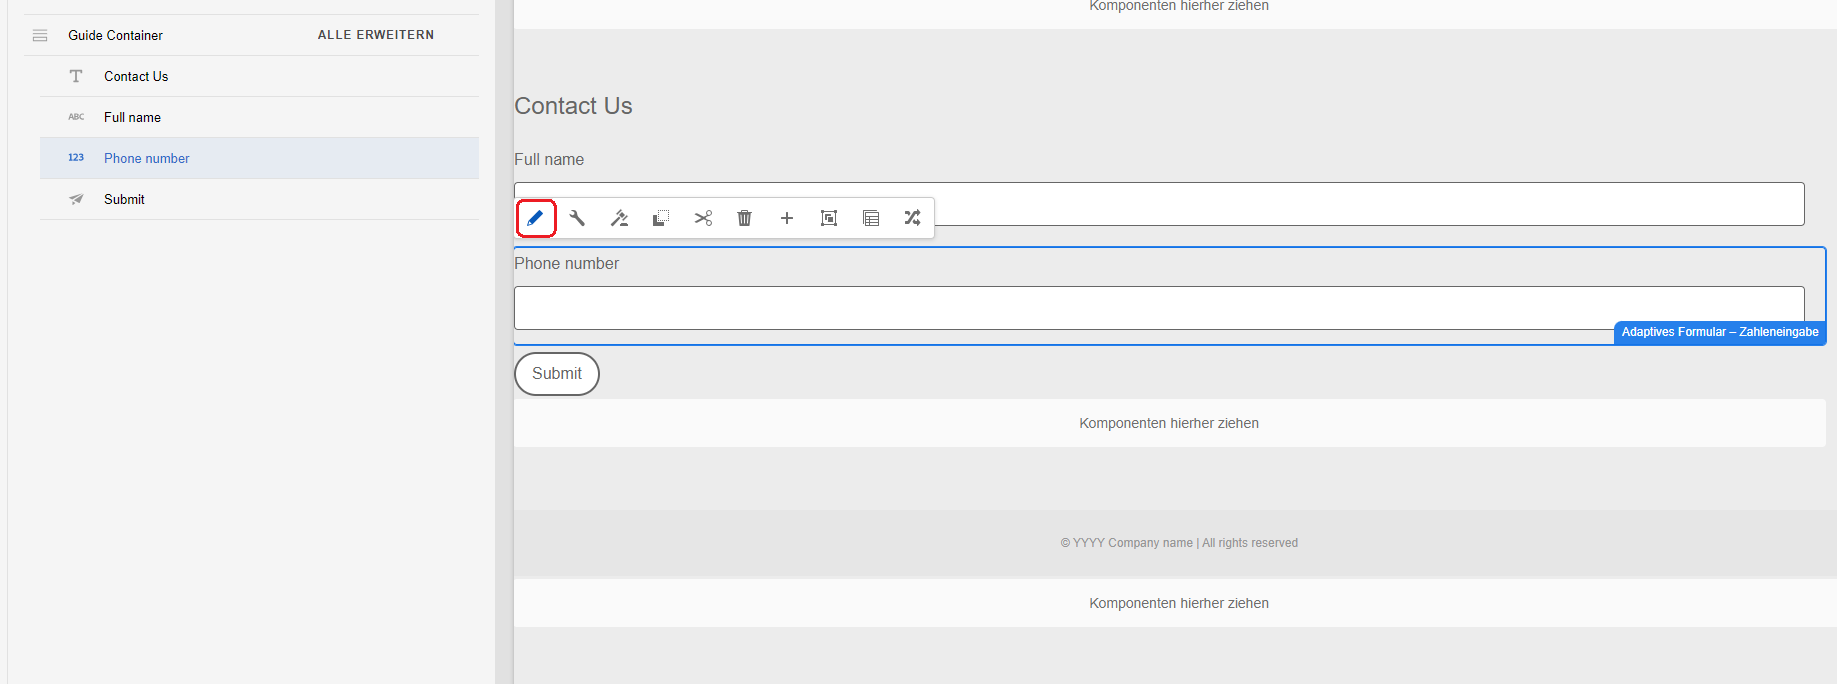 Guide Container
ALLE ERWEITERN
Contact Us
ABC Full name
123 Phone number
Submit
Komponenten hierher ziehen
Contact Us
Full name
Phone number
Adaptives Formular – Zahleneingabe
Submit
Komponenten hierher ziehen
© YYYY Company name | All rights reserved
Komponenten hierher ziehen